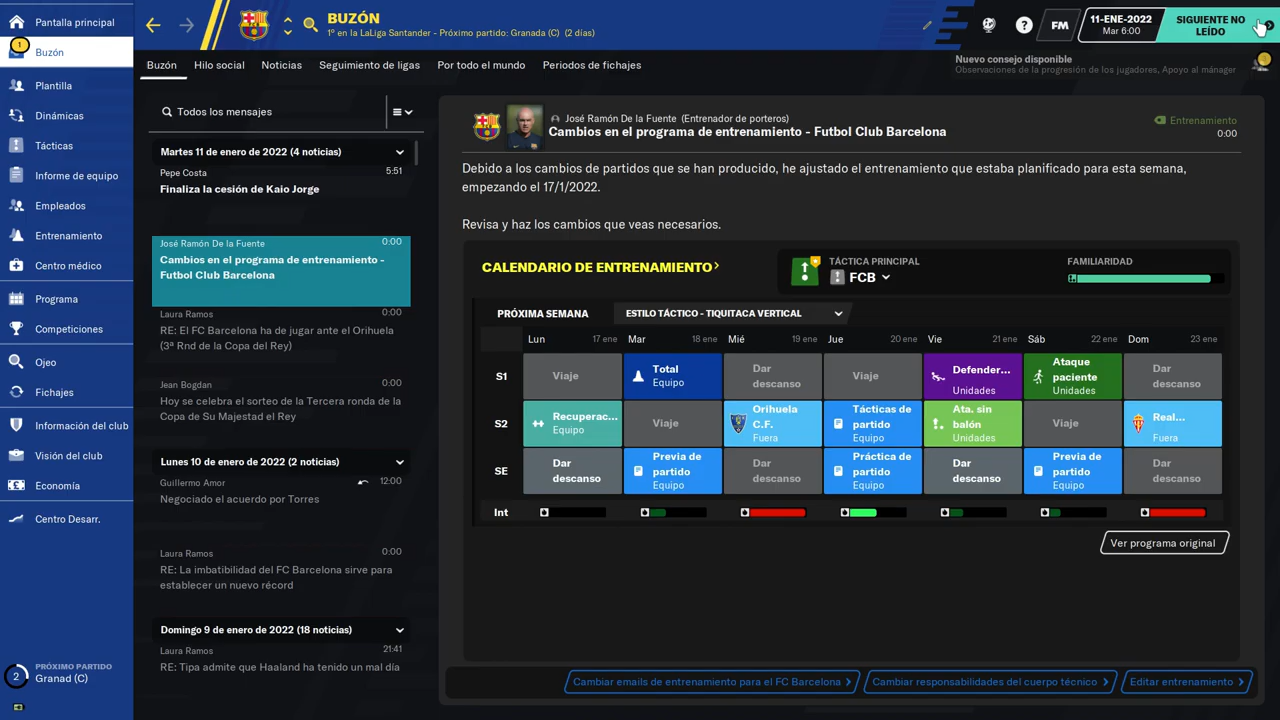 Pantalla principal
1
Buzón
Plantilla
Dinámicas
Tácticas
Informe de equipo
Empleados
Entrenamiento
Centro médico
Programa
Competiciones
Ojeo
Fichajes
Información del club
Visión del club
Economía
Centro Desarr.
2
PRÓXIMO PARTIDO
Granad (C)
BUZÓN
1º en la LaLiga Santander - Próximo partido: Granada (C) (2 días)
?
FM
11-ENE-2022
Mar 6:00
SIGUIENTE NO
LEÍDO
Buzón
Hilo social
Noticias
Seguimiento de ligas
Por todo el mundo
Periodos de fichajes
Nuevo consejo disponible
Observaciones de la progresión de los jugadores, Apoyo al mánager
Todos los mensajes
Martes 11 de enero de 2022 (4 noticias)
Pepe Costa 5:51
Finaliza la cesión de Kaio Jorge
José Ramón De la Fuente 0:00
Cambios en el programa de entrenamiento -
Futbol Club Barcelona
Laura Ramos 0:00
RE: El FC Barcelona ha de jugar ante el Orihuela
(3ª Rnd de la Copa del Rey)
Jean Bogdan 0:00
Hoy se celebra el sorteo de la Tercera ronda de la
Copa de Su Majestad el Rey
Lunes 10 de enero de 2022 (2 noticias)
Guillermo Amor 12:00
Negociado el acuerdo por Torres
Laura Ramos 0:00
RE: La imbatibilidad del FC Barcelona sirve para
establecer un nuevo récord
Domingo 9 de enero de 2022 (18 noticias)
Laura Ramos 21:41
RE: Tipa admite que Haaland ha tenido un mal día
José Ramón De la Fuente (Entrenador de porteros)
Cambios en el programa de entrenamiento - Futbol Club Barcelona
Entrenamiento
0:00
Debido a los cambios de partidos que se han producido, he ajustado el entrenamiento que estaba planificado para esta semana,
empezando el 17/1/2022.
Revisa y haz los cambios que veas necesarios.
CALENDARIO DE ENTRENAMIENTO
TÁCTICA PRINCIPAL
FCB
FAMILIARIDAD
PRÓXIMA SEMANA
ESTILO TÁCTICO - TIQUITACA VERTICAL
Lun 17 ene Mar 18 ene Mié 19 ene Jue 20 ene Vie 21 ene Sáb 22 ene Dom 23 ene
S1
Viaje
Total
Equipo
Dar
descanso
Viaje
Defender...
Unidades
Ataque
paciente
Unidades
Dar
descanso
S2
Recuperac...
Equipo
Viaje
Orihuela
C.F.
Fuera
Tácticas de
partido
Equipo
Ata. sin
balón
Unidades
Viaje
Real...
Fuera
SE
Dar
descanso
Previa de
partido
Equipo
Dar
descanso
Práctica de
partido
Equipo
Dar
descanso
Previa de
partido
Equipo
Dar
descanso
Int
Ver programa original
Cambiar emails de entrenamiento para el FC Barcelona
Cambiar responsabilidades del cuerpo técnico
Editar entrenamiento